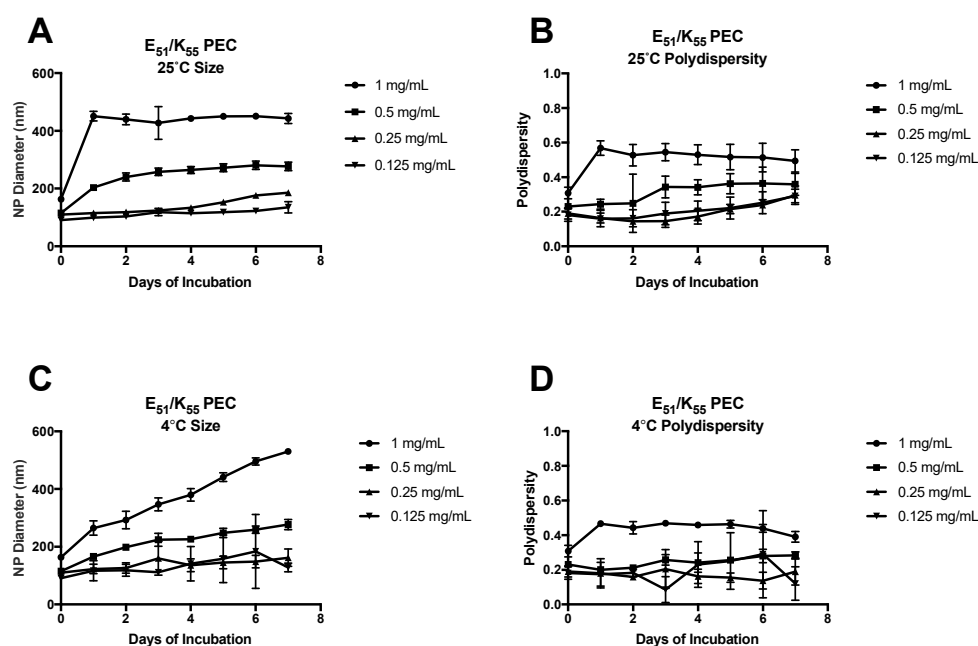 A
E51/K55 PEC
25°C Size
NP Diameter (nm)
600
400
200
0
0 2 4 6 8
Days of Incubation
1 mg/mL
0.5 mg/mL
0.25 mg/mL
0.125 mg/mL
B
E51/K55 PEC
25°C Polydispersity
Polydispersity
1.0
0.8
0.6
0.4
0.2
0.0
0 2 4 6 8
Days of Incubation
1 mg/mL
0.5 mg/mL
0.25 mg/mL
0.125 mg/mL
C
E51/K55 PEC
4°C Size
NP Diameter (nm)
600
400
200
0
0 2 4 6 8
Days of Incubation
1 mg/mL
0.5 mg/mL
0.25 mg/mL
0.125 mg/mL
D
E51/K55 PEC
4°C Polydispersity
Polydispersity
1.0
0.8
0.6
0.4
0.2
0.0
0 2 4 6 8
Days of Incubation
1 mg/mL
0.5 mg/mL
0.25 mg/mL
0.125 mg/mL